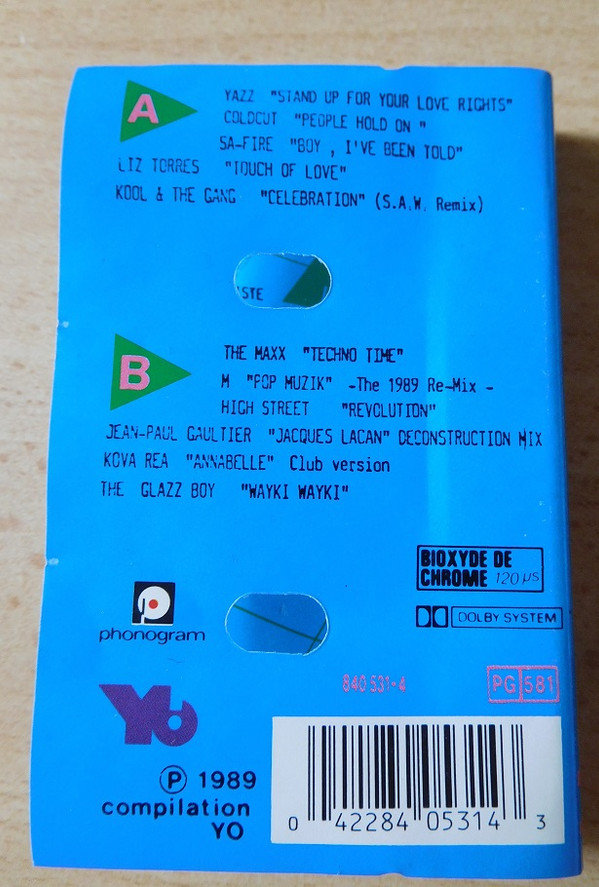 A
YAZZ "STAND UP FOR YOUR LOVE RIGHTS"
COLDCUT "PEOPLE HOLD ON "
SA-FIRE "BOY , I'VE BEEN TOLD"
LIZ TORRES "TOUCH OF LOVE"
KOOL & THE GANG "CELEBRATION" (S.A.W. Remix)
STE
B
THE MAXX "TECHNO TIME"
M "POP MUZIK" -The 1989 Re-Mix -
HIGH STREET "REVOLUTION"
JEAN-PAUL GAULTIER "JACQUES LACAN" DECONSTRUCTION MIX
KOVA REA "ANNABELLE" Club version
THE GLAZZ BOY "WAYKI WAYKI"
BIOXYDE DE
CHROME 120 µs
DOLBY SYSTEM
phonogram
840 531-4
PG 581
Yo
℗ 1989
compilation
YO
0 42284 05314 3